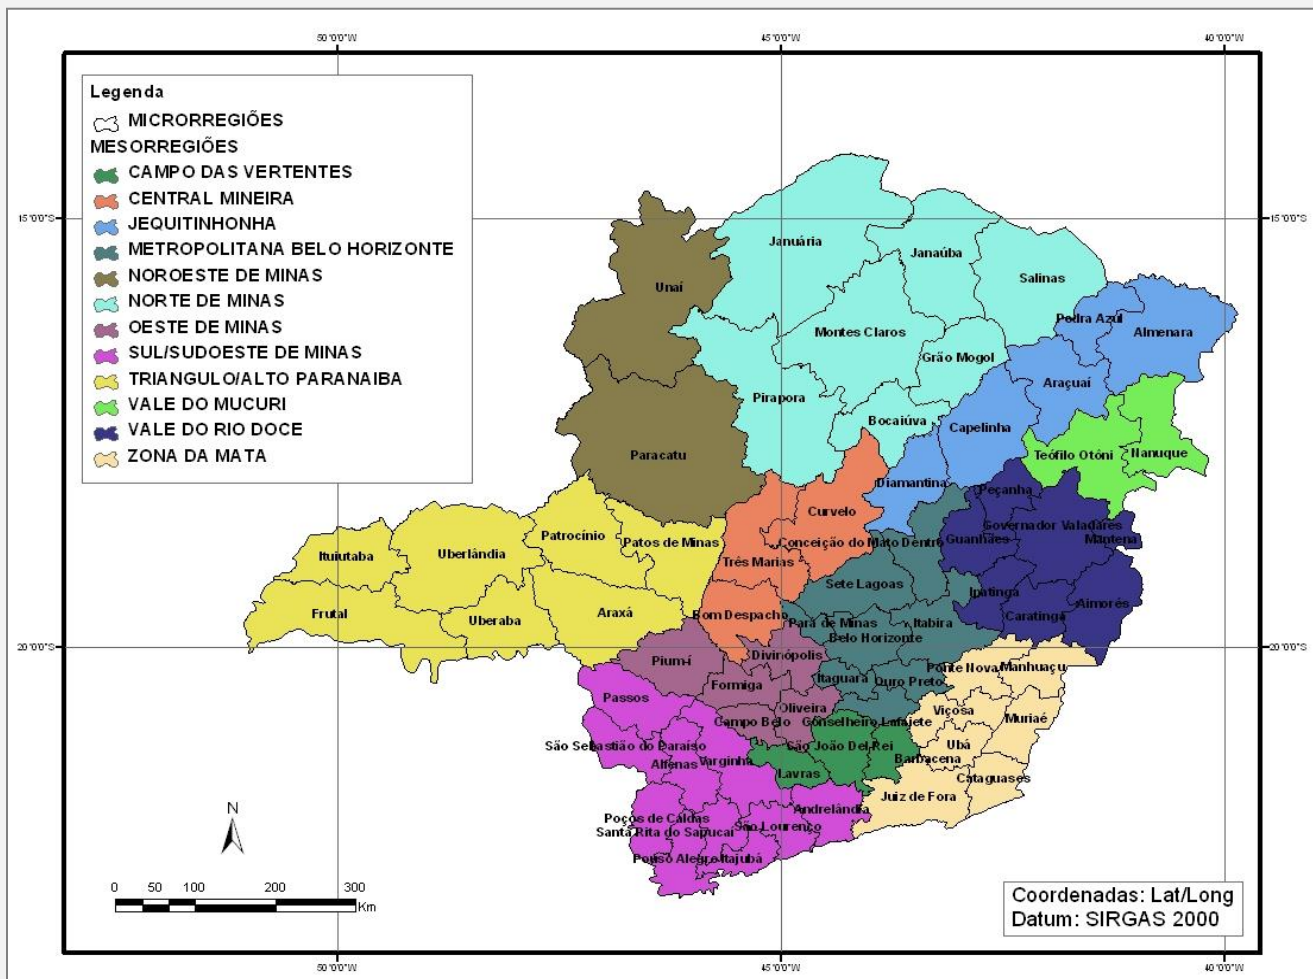 50°0'0"W 45°0'0"W 40°0'0"W
Legenda
MICRORREGIÕES
MESORREGIÕES
CAMPO DAS VERTENTES
CENTRAL MINEIRA
JEQUITINHONHA
METROPOLITANA BELO HORIZONTE
NOROESTE DE MINAS
NORTE DE MINAS
OESTE DE MINAS
SUL/SUDOESTE DE MINAS
TRIANGULO/ALTO PARANAIBA
VALE DO MUCURI
VALE DO RIO DOCE
ZONA DA MATA
15°0'0"S 15°0'0"S
Januária
Janaúba
Salinas
Unaí
Pedra Azul
Almenara
Montes Claros
Grão Mogol
Araçuaí
Pirapora
Bocaiúva
Capelinha
Paracatu
Teófilo Otôni
Nanuque
Diamantina
Peçanha
Curvelo
Governador Valadares
Patrocínio
Patos de Minas
Conceição do Mato Dentro
Guanhães
Mantena
Ituiutaba
Uberlândia
Três Marias
Sete Lagoas
Ipatinga
Aimorés
Frutal
Uberaba
Araxá
Bom Despacho
Pará de Minas
Itabira
Caratinga
Belo Horizonte
20°0'0"S 20°0'0"S
Pium-í
Divinópolis
Ponte Nova
Manhuaçu
Formiga
Itaguara
Ouro Preto
Passos
Oliveira
Viçosa
Muriaé
Campo Belo
Conselheiro Lafaiete
São Sebastião do Paraíso
São João Del Rei
Ubá
Alfenas
Varginha
Barbacena
Lavras
Cataguases
Juiz de Fora
Andrelândia
Poços de Caldas
São Lourenço
Santa Rita do Sapucaí
Pouso Alegre
Itajubá
N
0 50 100 200 300
Km
Coordenadas: Lat/Long
Datum: SIRGAS 2000
50°0'0"W 45°0'0"W 40°0'0"W